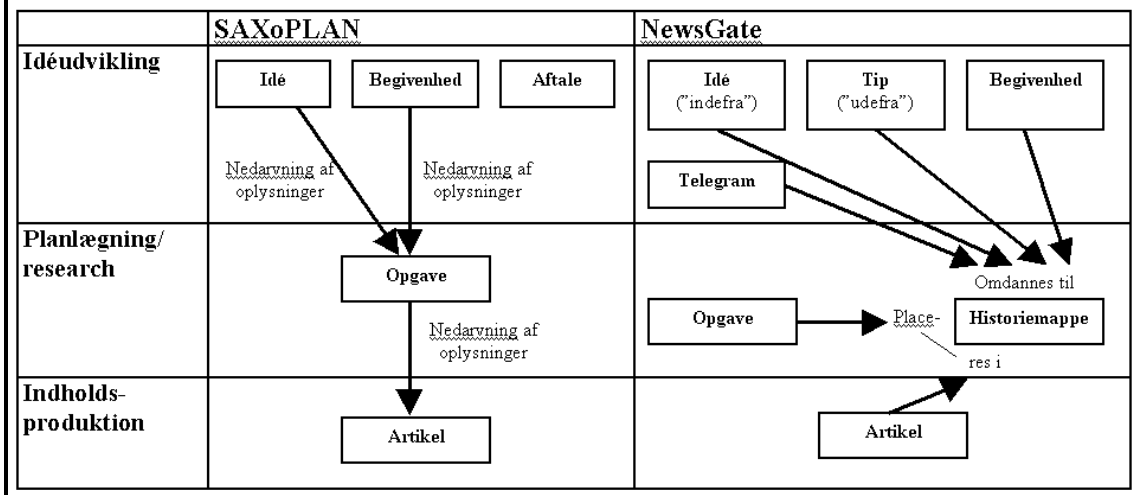 SAXoPLAN
NewsGate
Idéudvikling
Idé
Begivenhed
Aftale
Nedarvning af
oplysninger
Nedarvning af
oplysninger
Idé
("indefra")
Tip
("udefra")
Begivenhed
Telegram
Planlægning/
research
Opgave
Nedarvning af
oplysninger
Omdannes til
Opgave
Place-
res i
Historiemappe
Indholds-
produktion
Artikel
Artikel